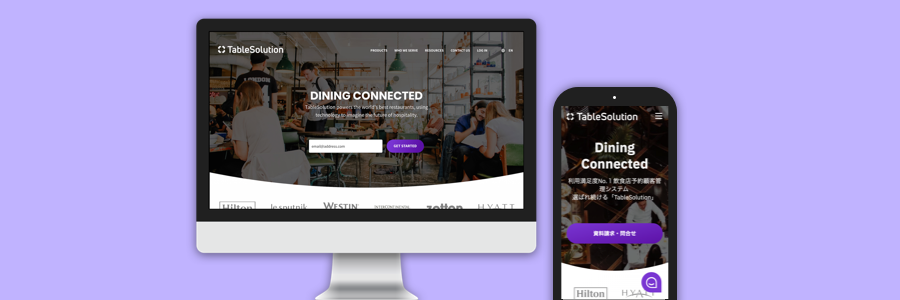 TableSolution
PRODUCTS WHO WE SERVE RESOURCES CONTACT US LOG IN EN
LONDON
DINING CONNECTED
TableSolution powers the world's best restaurants, using
technology to imagine the future of hospitality.
email@address.com GET STARTED
Hilton le spoutnik WESTIN zetton HYATT
TableSolution
Dining
Connected
利用満足度No. 1 飲食店予約顧客管
理システム
選ばれ続ける「TableSolution」
資料請求・問合せ
Hilton HYATT